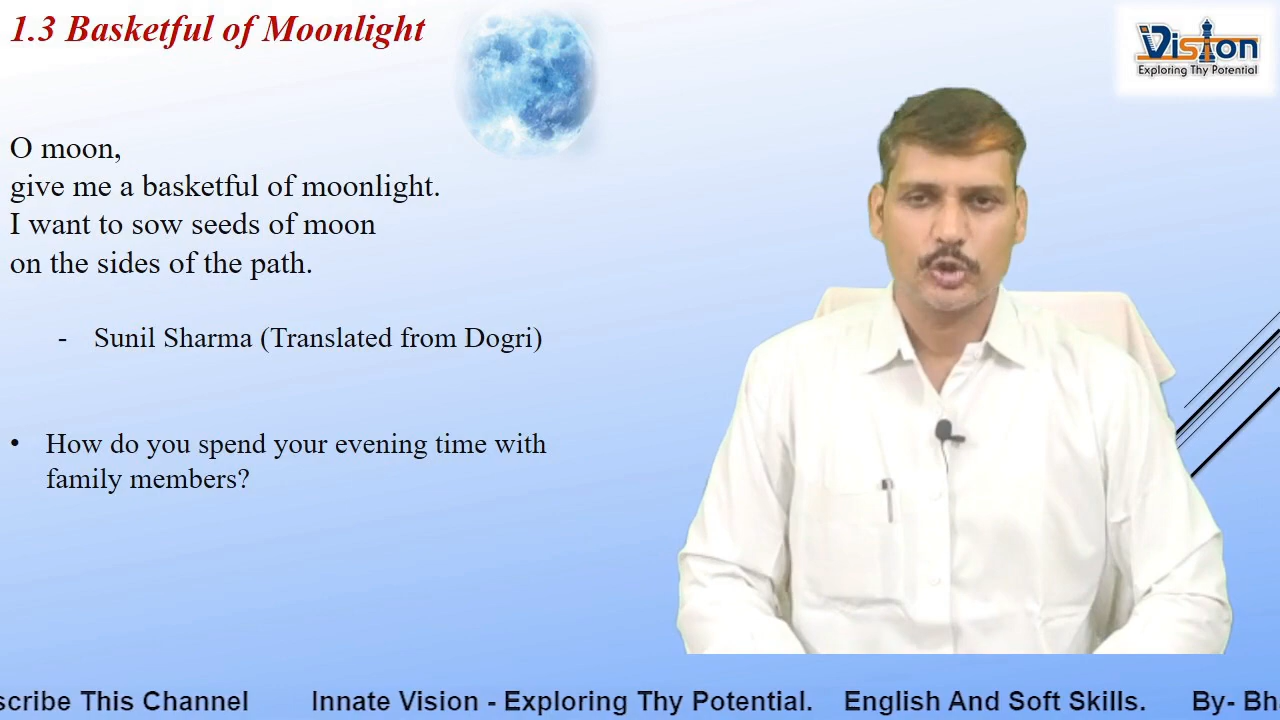 1.3 Basketful of Moonlight
iVision
Exploring Thy Potential
O moon,
give me a basketful of moonlight.
I want to sow seeds of moon
on the sides of the path.
- Sunil Sharma (Translated from Dogri)
• How do you spend your evening time with
family members?
scribe This Channel Innate Vision - Exploring Thy Potential. English And Soft Skills. By- Bh